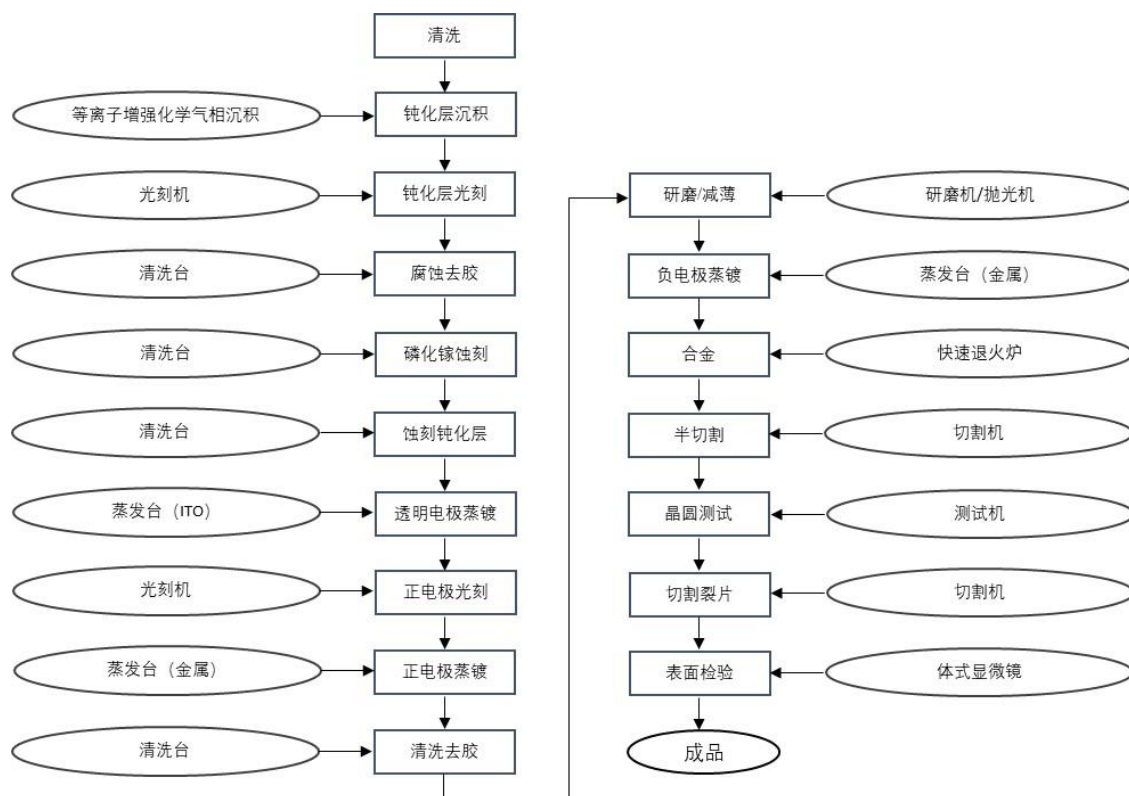 清洗
等离子增强化学气相沉积
钝化层沉积
光刻机
钝化层光刻
清洗台
腐蚀去胶
清洗台
磷化镓蚀刻
清洗台
蚀刻钝化层
蒸发台（ITO）
透明电极蒸镀
光刻机
正电极光刻
蒸发台（金属）
正电极蒸镀
清洗台
清洗去胶
研磨/减薄
研磨机/抛光机
负电极蒸镀
蒸发台（金属）
合金
快速退火炉
半切割
切割机
晶圆测试
测试机
切割裂片
切割机
表面检验
体式显微镜
成品